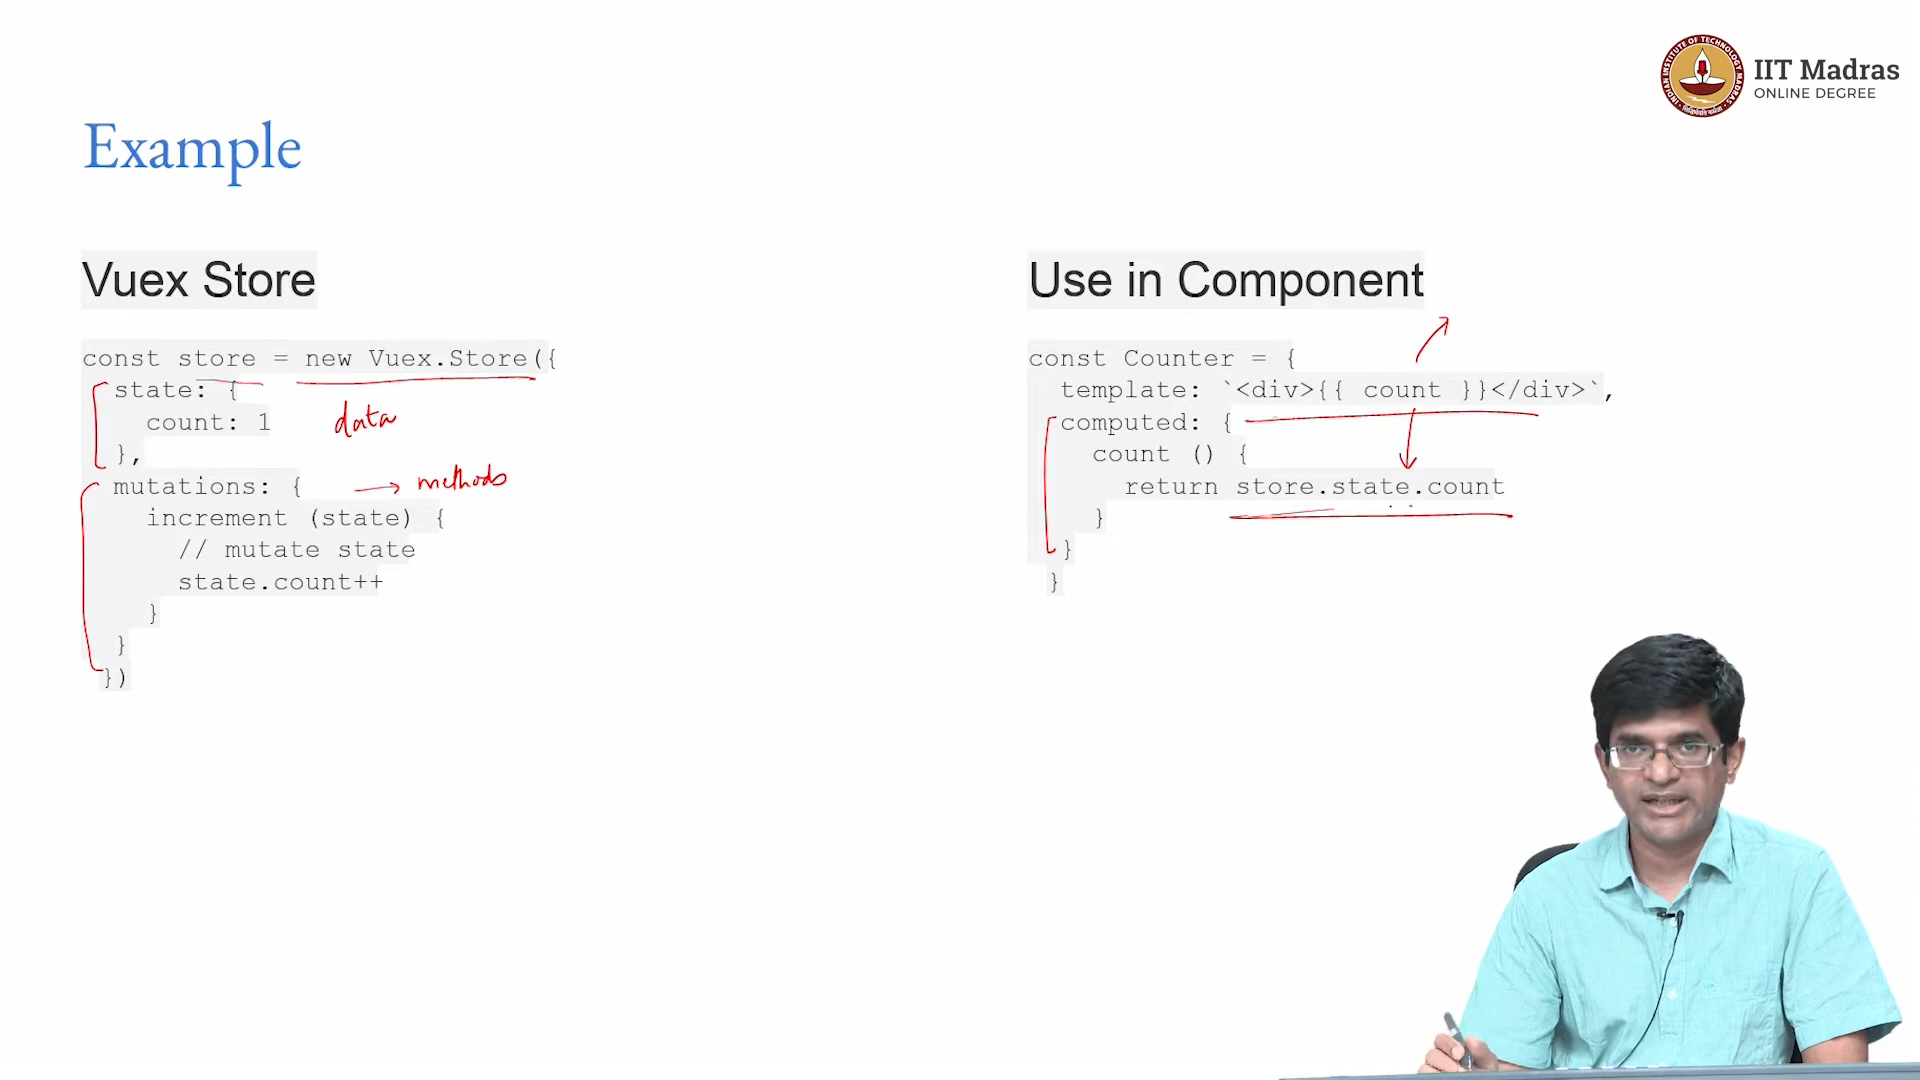 IIT Madras
ONLINE DEGREE
Example
Vuex Store
const store = new Vuex.Store({
state: {
count: 1
data
},
mutations: {
methods
increment (state) {
// mutate state
state.count++
}
}
})
Use in Component
const Counter = {
template: `<div>{{ count }}</div>`,
computed: {
count () {
return store.state.count
}
}
}